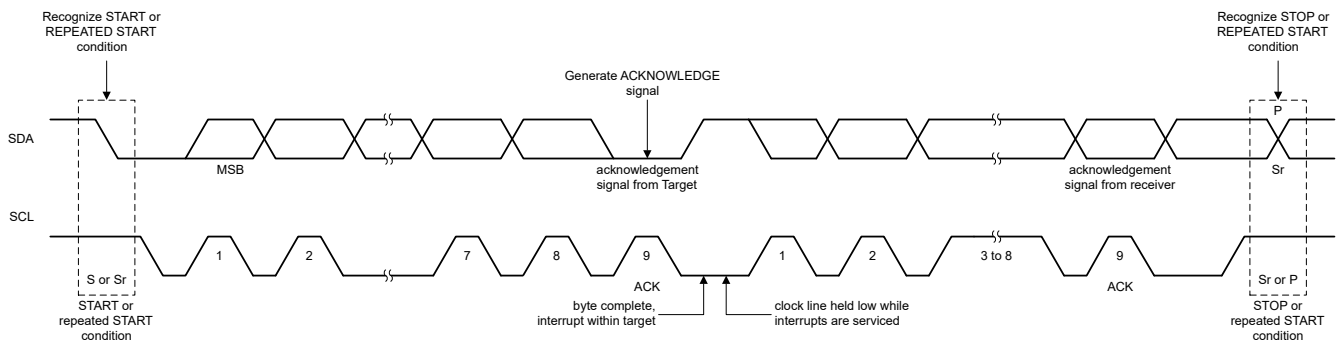 Recognize START or
REPEATED START
condition
Recognize STOP or
REPEATED START
condition
Generate ACKNOWLEDGE
signal
P
SDA
MSB
acknowledgement
signal from Target
acknowledgement
signal from receiver
Sr
SCL
1
2
7
8
9
1
2
3 to 8
9
S or Sr
ACK
ACK
Sr or P
START or
repeated START
condition
byte complete,
interrupt within target
clock line held low while
interrupts are serviced
STOP or
repeated START
condition